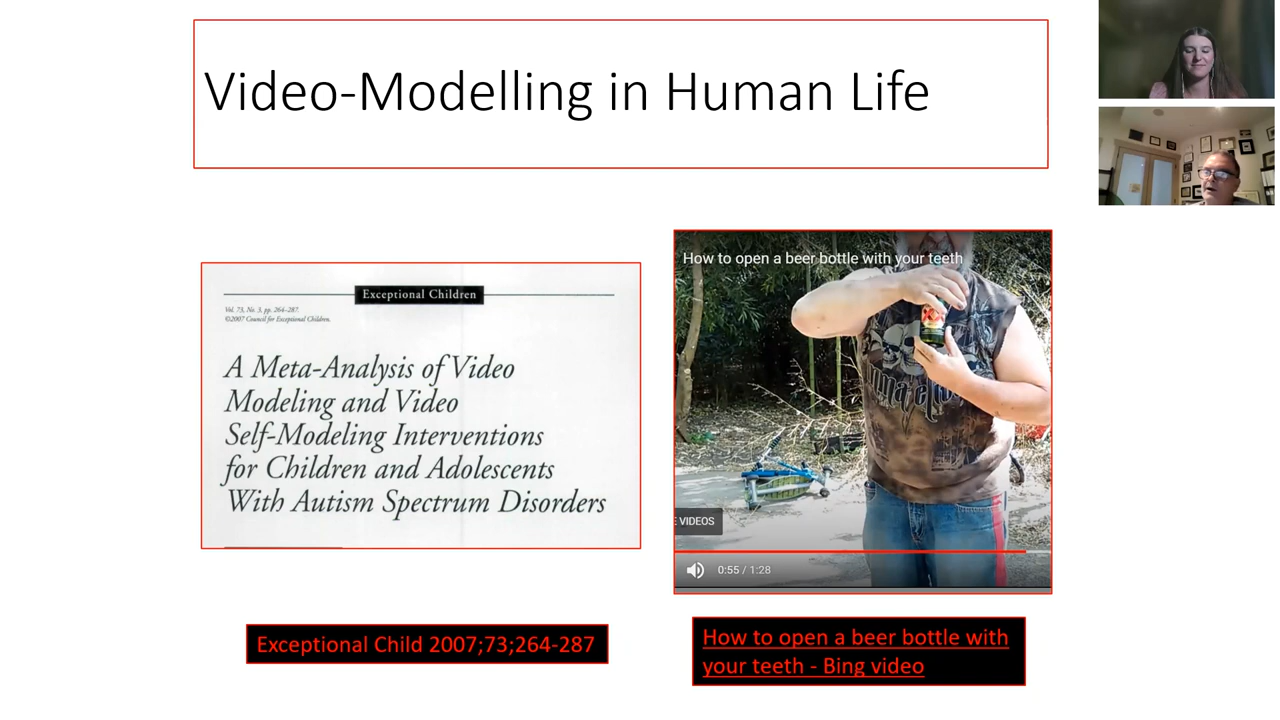 Video-Modelling in Human Life
Exceptional Children
Vol. 73, No. 3, pp. 264-287.
©2007 Council for Exceptional Children.
A Meta-Analysis of Video
Modeling and Video
Self-Modeling Interventions
for Children and Adolescents
With Autism Spectrum Disorders
Exceptional Child 2007;73;264-287
How to open a beer bottle with your teeth
E VIDEOS
0:55 / 1:28
How to open a beer bottle with
your teeth - Bing video